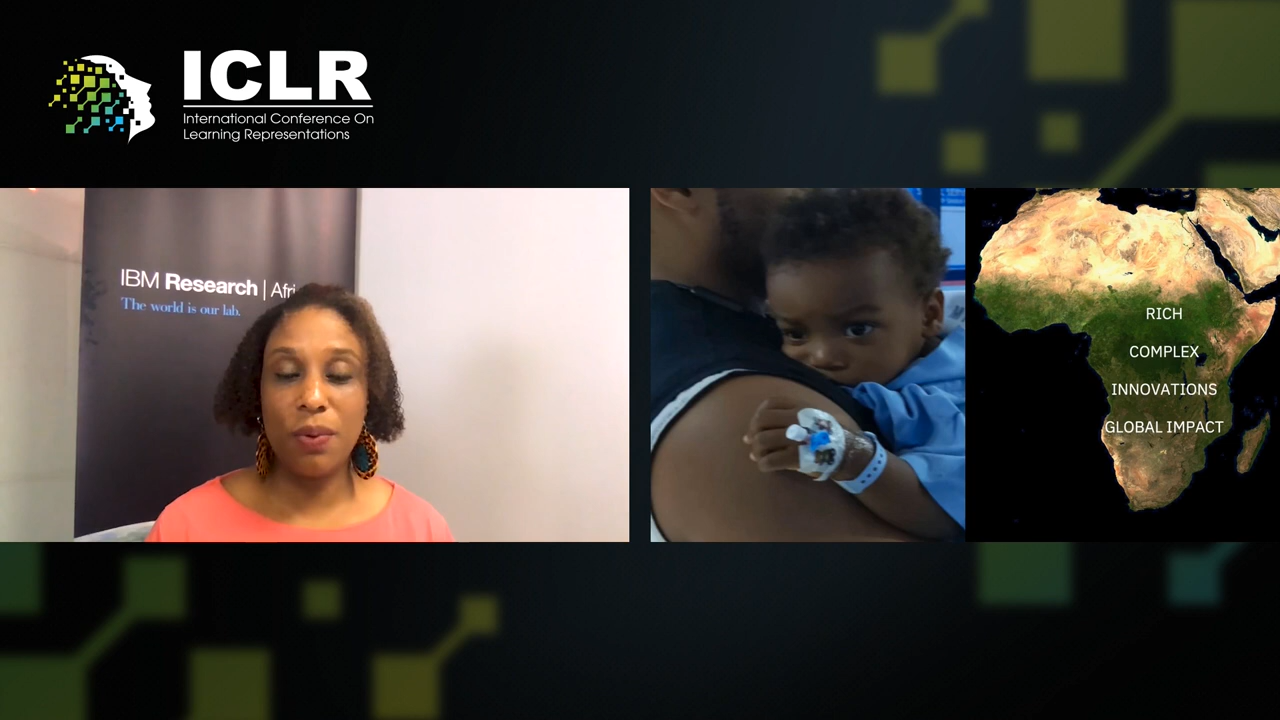 ICLR
International Conference On
Learning Representations
IBM Research | Afri
The world is our lab.
RICH
COMPLEX
INNOVATIONS
GLOBAL IMPACT